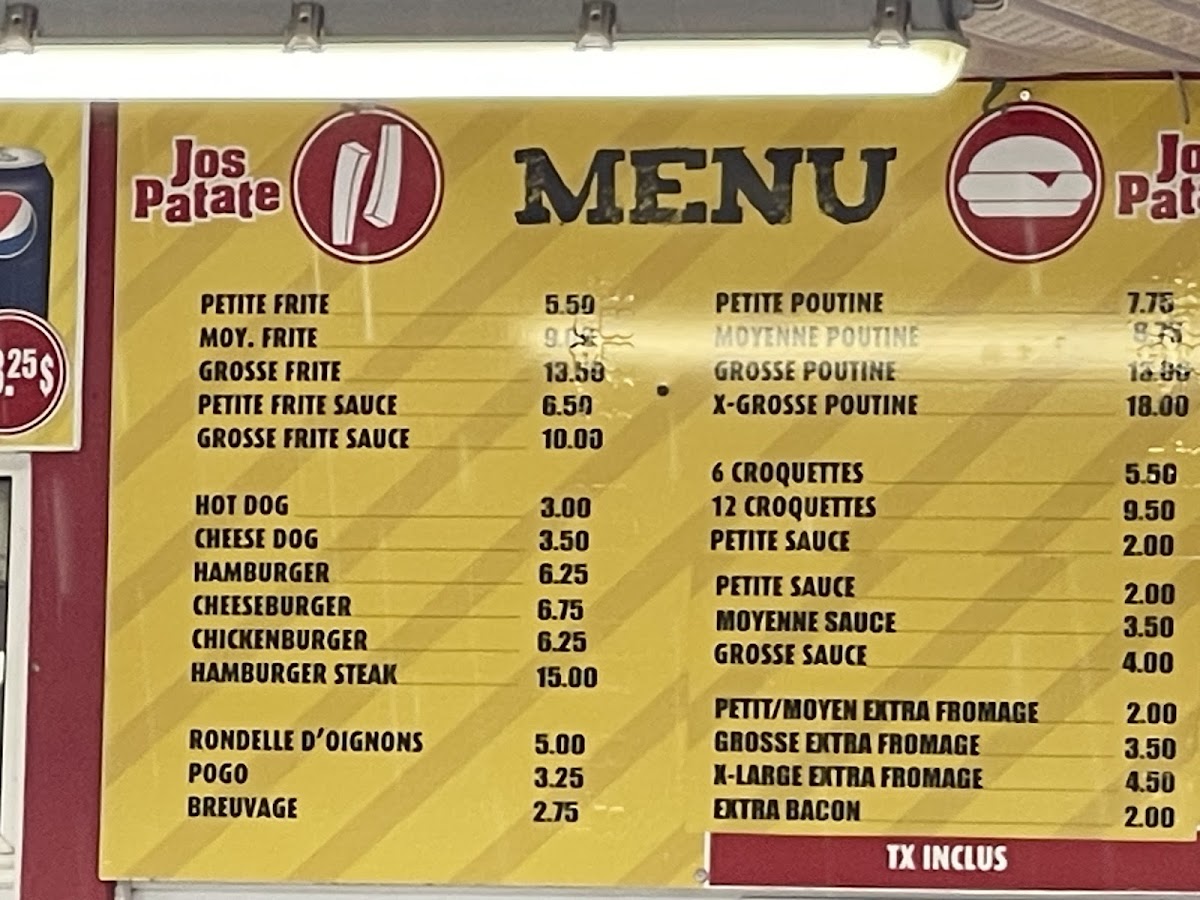 Jos
Patate
MENU
Jo
Pat
.25$
PETITE FRITE 5.50
MOY. FRITE
GROSSE FRITE 13.50
PETITE FRITE SAUCE 6.50
GROSSE FRITE SAUCE 10.00
HOT DOG 3.00
CHEESE DOG 3.50
HAMBURGER 6.25
CHEESEBURGER 6.75
CHICKENBURGER 6.25
HAMBURGER STEAK 15.00
RONDELLE D'OIGNONS 5.00
POGO 3.25
BREUVAGE 2.75
PETITE POUTINE 7.75
MOYENNE POUTINE
GROSSE POUTINE
X-GROSSE POUTINE 18.00
6 CROQUETTES 5.50
12 CROQUETTES 9.50
PETITE SAUCE 2.00
PETITE SAUCE 2.00
MOYENNE SAUCE 3.50
GROSSE SAUCE 4.00
PETIT/MOYEN EXTRA FROMAGE 2.00
GROSSE EXTRA FROMAGE 3.50
X-LARGE EXTRA FROMAGE 4.50
EXTRA BACON 2.00
TX INCLUS